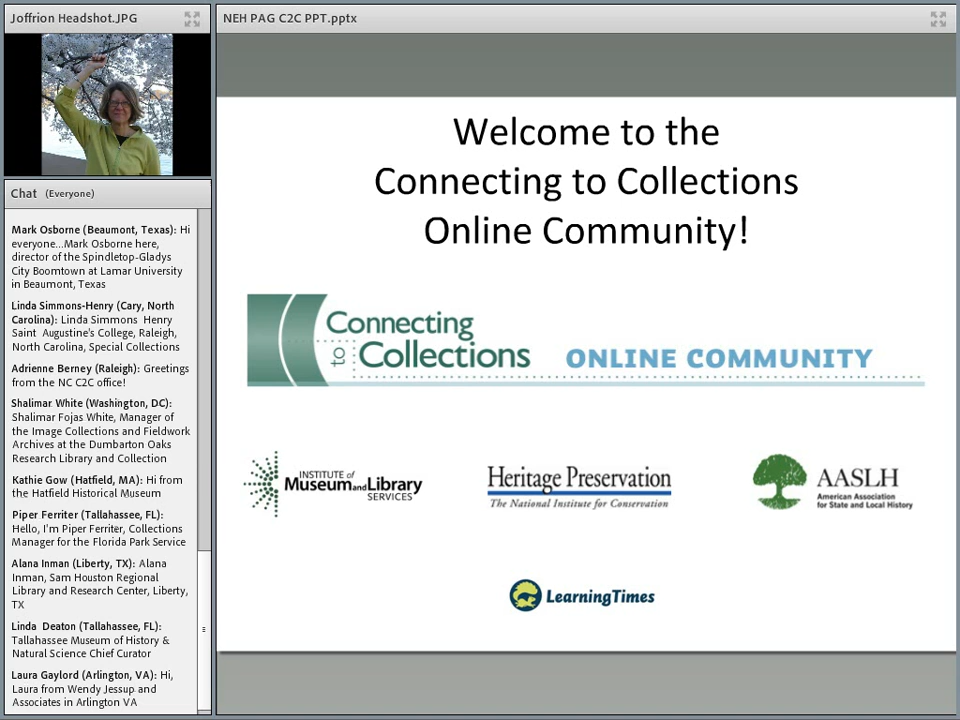 Joffrion Headshot.JPG
NEH PAG C2C PPT.pptx
Chat (Everyone)
Mark Osborne (Beaumont, Texas): Hi
everyone...Mark Osborne here,
director of the Spindletop-Gladys
City Boomtown at Lamar University
in Beaumont, Texas
Linda Simmons-Henry (Cary, North
Carolina): Linda Simmons Henry
Saint Augustine's College, Raleigh,
North Carolina, Special Collections
Adrienne Berney (Raleigh): Greetings
from the NC C2C office!
Shalimar White (Washington, DC):
Shalimar Fojas White, Manager of
the Image Collections and Fieldwork
Archives at the Dumbarton Oaks
Research Library and Collection
Kathie Gow (Hatfield, MA): Hi from
the Hatfield Historical Museum
Piper Ferriter (Tallahassee, FL):
Hello, I'm Piper Ferriter, Collections
Manager for the Florida Park Service
Alana Inman (Liberty, TX): Alana
Inman, Sam Houston Regional
Library and Research Center, Liberty,
TX
Linda Deaton (Tallahassee, FL):
Tallahassee Museum of History &
Natural Science Chief Curator
Laura Gaylord (Arlington, VA): Hi,
Laura from Wendy Jessup and
Associates in Arlington VA
Welcome to the
Connecting to Collections
Online Community!
Connecting
to Collections
ONLINE COMMUNITY
INSTITUTE of
Museum and Library
SERVICES
Heritage Preservation
The National Institute for Conservation
AASLH
American Association
for State and Local History
LearningTimes